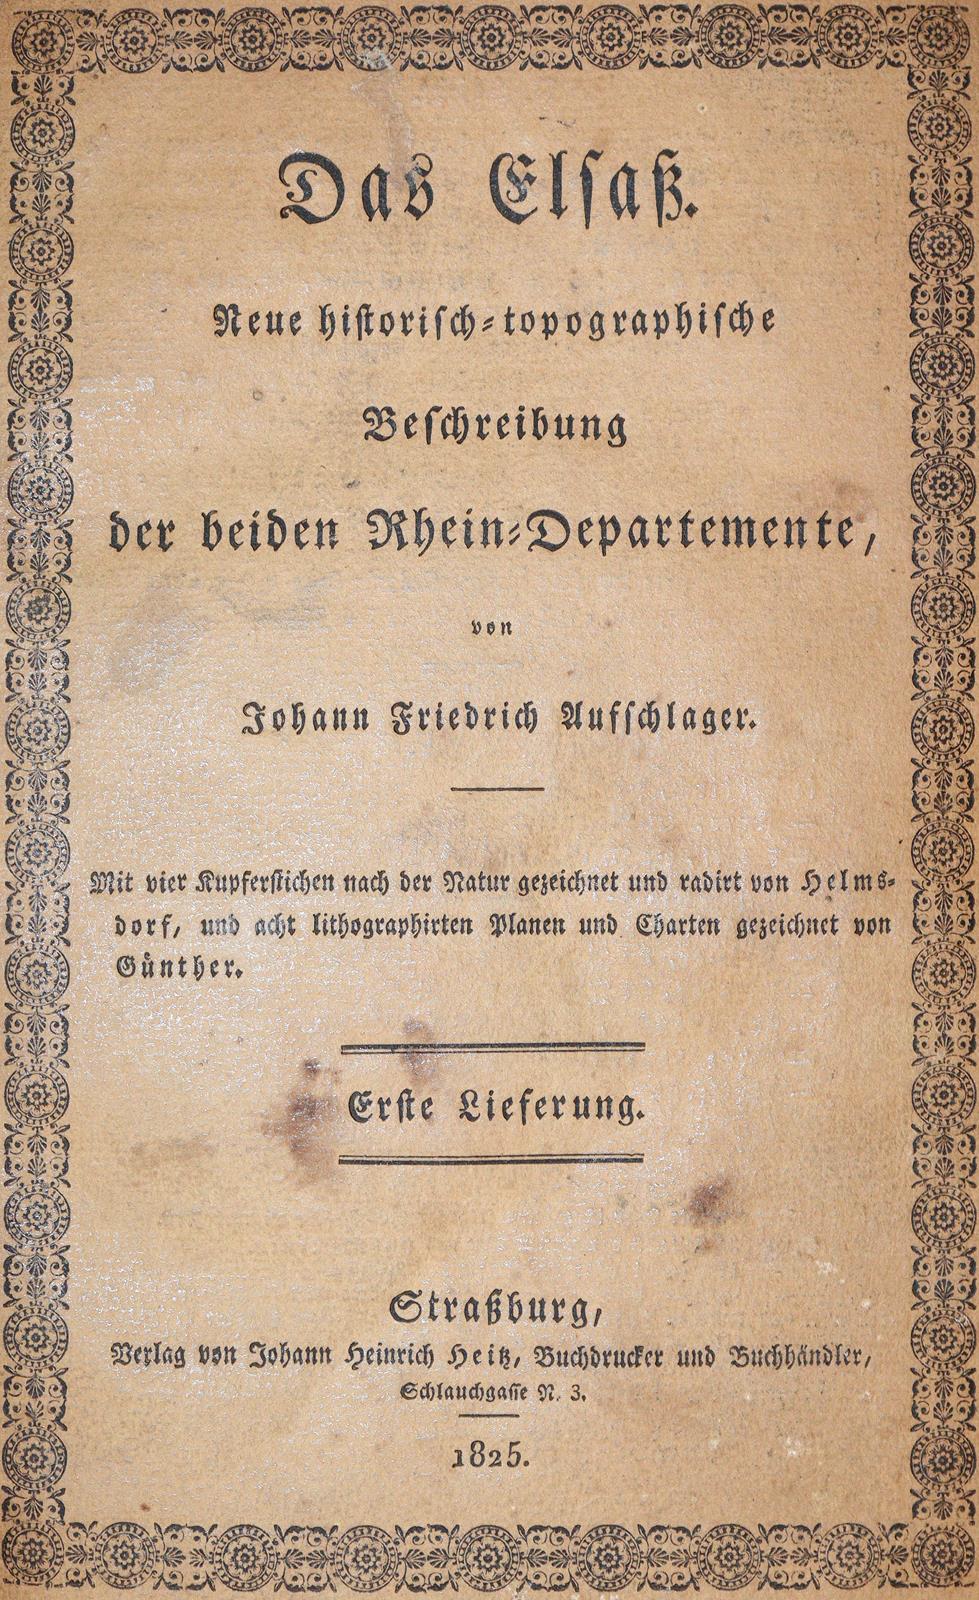 Das Elsaß.
Neue historisch-topographische
Beschreibung
der beiden Rhein-Departemente,
von
Johann Friedrich Aufschlager.
Mit vier Kupferstichen nach der Natur gezeichnet und radirt von Helms-
dorf, und acht lithographirten Planen und Charten gezeichnet von
Günther.
Erste Lieferung.
Straßburg,
Verlag von Johann Heinrich Heitz, Buchdrucker und Buchhändler,
Schlauchgasse N. 3.
1825.